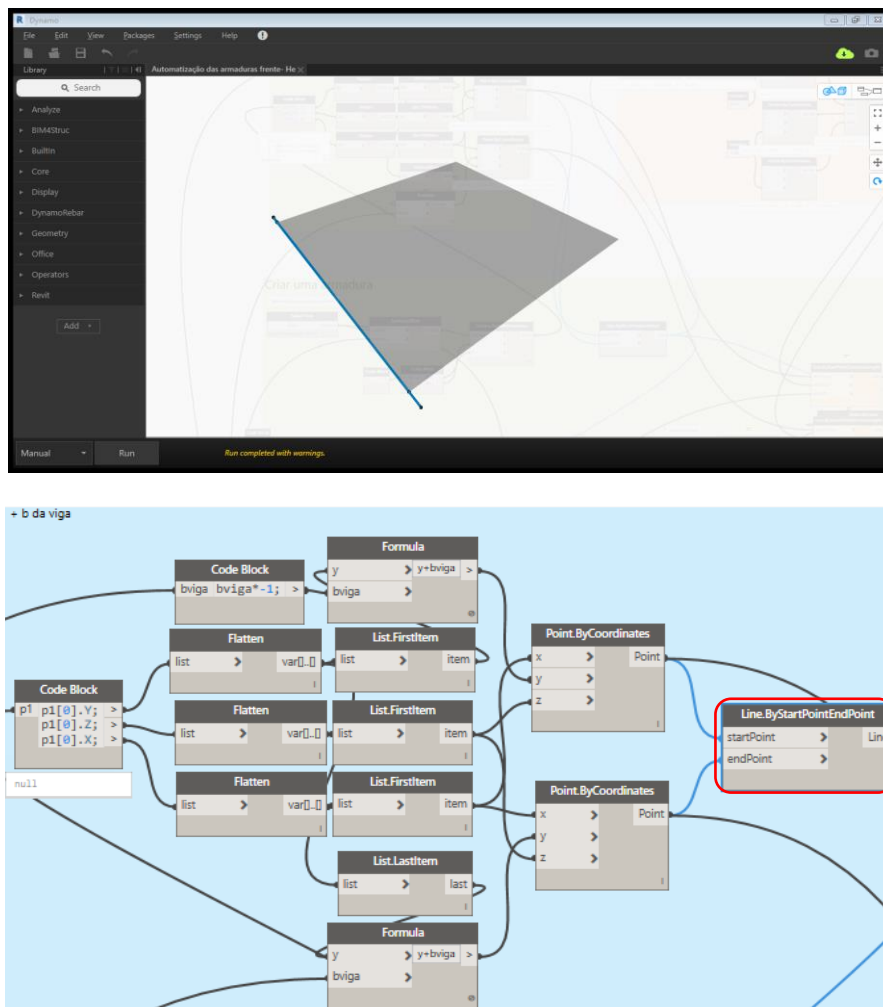 R Dynamo
File Edit View Packages Settings Help !
Library
Automatização das armaduras frente- He
Search
Analyze
BIM4Struc
Builtin
Core
Display
DynamoRebar
Geometry
Office
Operators
Revit
Add +
Criar uma armadura
Manual Run Run completed with warnings.
+ b da viga
Formula
y y+bviga >
bviga
Code Block
bviga bviga*-1; >
Flatten
list > var[]..[]
List.FirstItem
list > item
Point.ByCoordinates
x > Point
y >
z >
Code Block
p1 p1[0].Y; >
p1[0].Z; >
p1[0].X; >
null
Flatten
list > var[]..[]
List.FirstItem
list > item
Line.ByStartPointEndPoint
startPoint > Line
endPoint >
Flatten
list > var[]..[]
List.FirstItem
list > item
Point.ByCoordinates
x > Point
y >
z >
List.LastItem
list > last
Formula
y > y+bviga >
bviga >